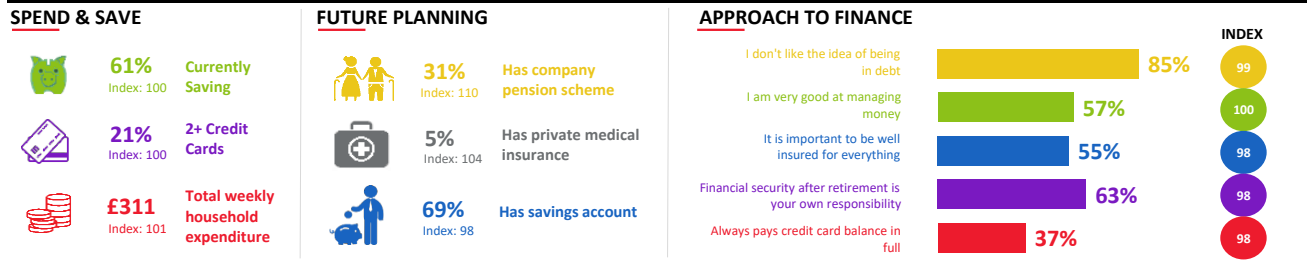 SPEND & SAVE
61%
Index: 100
Currently
Saving
21%
Index: 100
2+ Credit
Cards
£311
Index: 101
Total weekly
household
expenditure
FUTURE PLANNING
31%
Index: 110
Has company
pension scheme
5%
Index: 104
Has private medical
insurance
69%
Index: 98
Has savings account
APPROACH TO FINANCE
INDEX
I don't like the idea of being
in debt
85%
99
I am very good at managing
money
57%
100
It is important to be well
insured for everything
55%
98
Financial security after retirement is
your own responsibility
63%
98
Always pays credit card balance in
full
37%
98